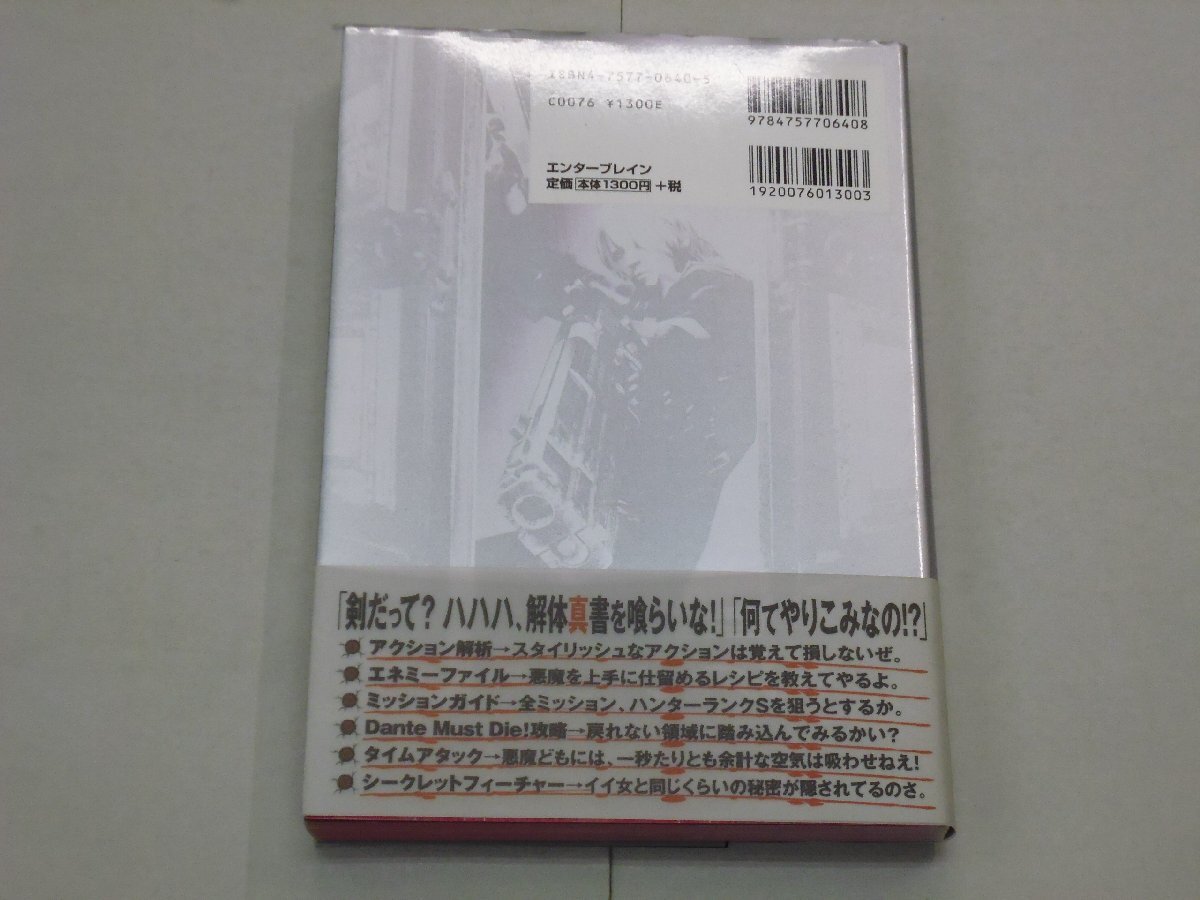 ISBN4-7577-0640-5
C0076 ¥1300E
9784757706408
エンターブレイン
定価 本体1300円 +税
1920076013003
「剣だって? ハハハ、解体真書を喰らいな!」「何てやりこみなの!?」
アクション解析→スタイリッシュなアクションは覚えて損しないぜ。
エネミーファイル→悪魔を上手に仕留めるレシピを教えてやるよ。
ミッションガイド→全ミッション、ハンターランクSを狙うとするか。
Dante Must Die!攻略→戻れない領域に踏み込んでみるかい?
タイムアタック→悪魔どもには、一秒たりとも余計な空気は吸わせねえ!
シークレットフィーチャー→イイ女と同じくらいの秘密が隠されてるのさ。